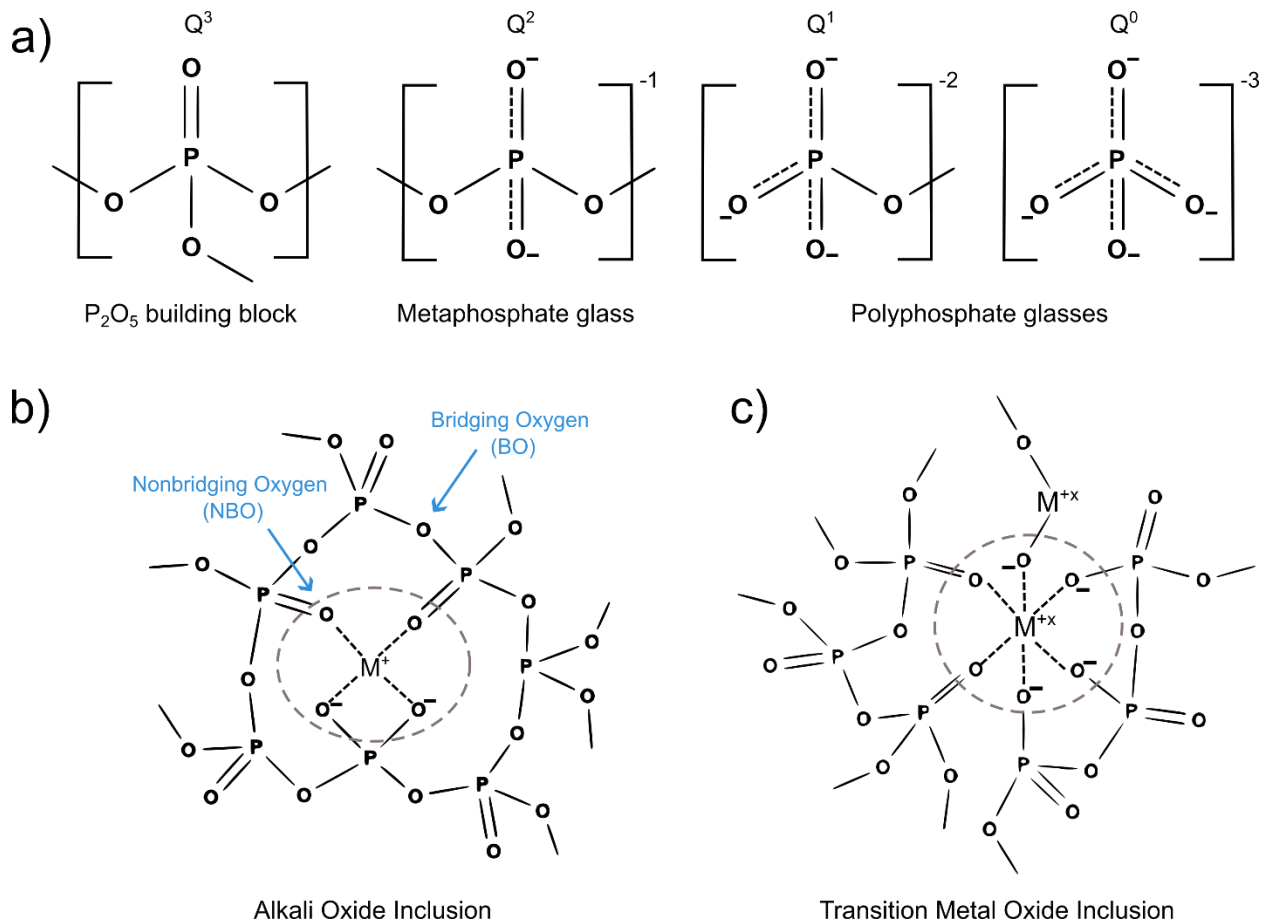 a)
Q³ Q² Q¹ Q⁰
O O⁻ O⁻ O⁻
-1 -2 -3
P P P P
O O O O -O O -O O-
O O- O- O-
P₂O₅ building block Metaphosphate glass Polyphosphate glasses
b)
Bridging Oxygen
(BO)
Nonbridging Oxygen
(NBO)
O O
P
O O O
O P P
O O O O
M⁺
O P
O⁻ O⁻ O
O P P O
O O O P O
O
Alkali Oxide Inclusion
c)
O
M⁺ˣ
O O
O P -O P O
O O-
M⁺ˣ
O P O O
O O O⁻
O P O- P O
O P O
O O O O
Transition Metal Oxide Inclusion